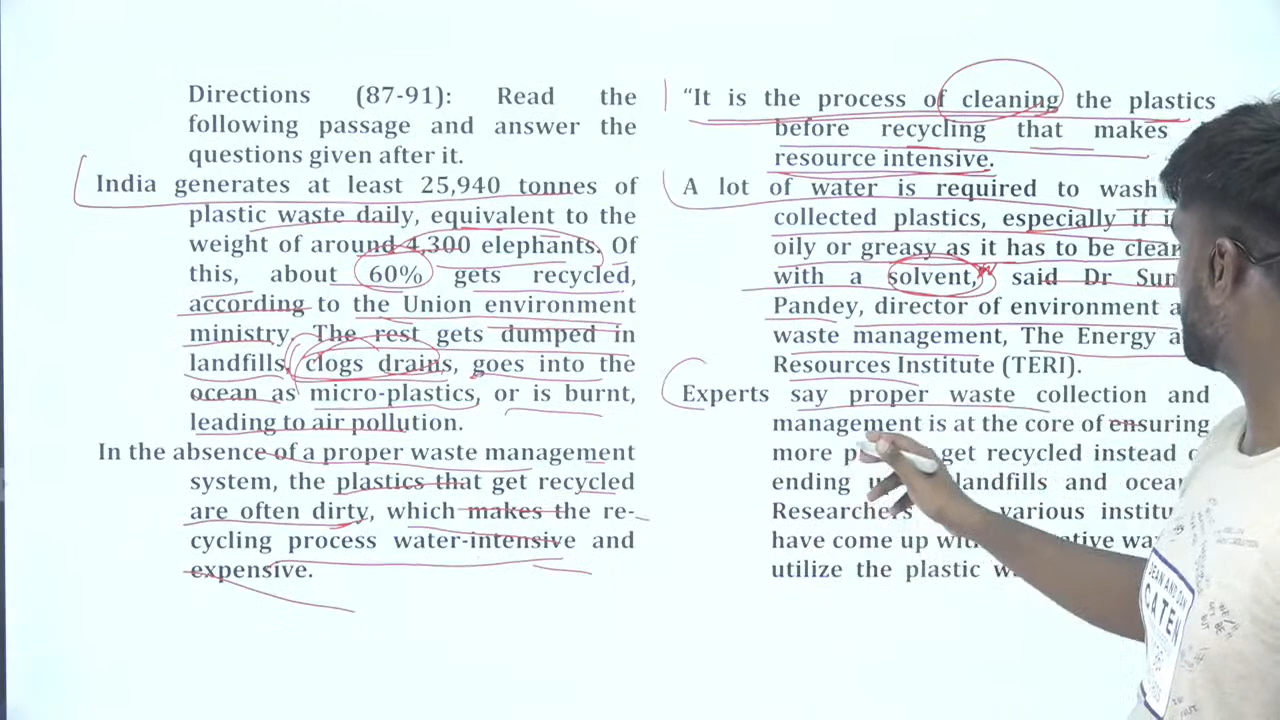 Directions (87-91): Read the
following passage and answer the
questions given after it.
India generates at least 25,940 tonnes of
plastic waste daily, equivalent to the
weight of around 4,300 elephants. Of
this, about 60% gets recycled,
according to the Union environment
ministry. The rest gets dumped in
landfills, clogs drains, goes into the
ocean as micro-plastics, or is burnt,
leading to air pollution.
In the absence of a proper waste management
system, the plastics that get recycled
are often dirty, which makes the re-
cycling process water-intensive and
expensive.
"It is the process of cleaning the plastics
before recycling that makes
resource intensive.
A lot of water is required to wash
collected plastics, especially if
oily or greasy as it has to be
with a solvent, said Dr
Pandey, director of environment
waste management, The Energy
Resources Institute (TERI).
Experts say proper waste collection and
management is at the core of ensuring
more get recycled instead
ending landfills and
various
have come up
utilize the plastic
CATEN